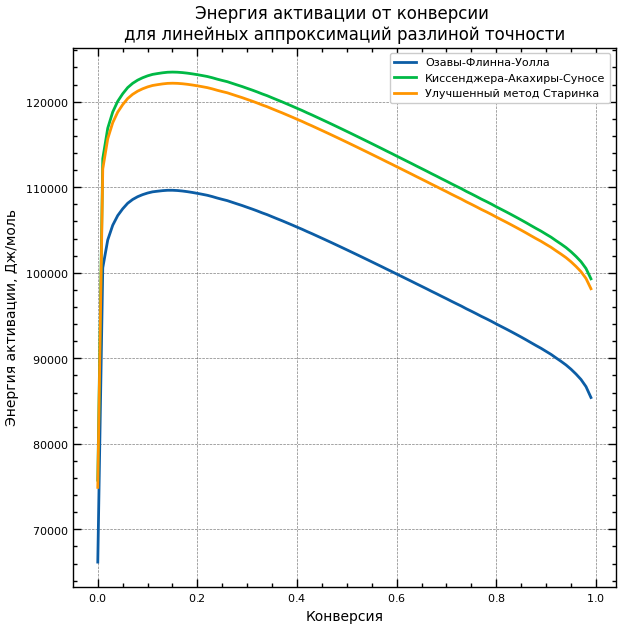 Энергия активации от конверсии
для линейных аппроксимаций разлиной точности
Озавы-Флинна-Уолла
Киссенджера-Акахиры-Суносе
Улучшенный метод Старинка
Энергия активации, Дж/моль
120000
110000
100000
90000
80000
70000
0.0
0.2
0.4
0.6
0.8
1.0
Конверсия